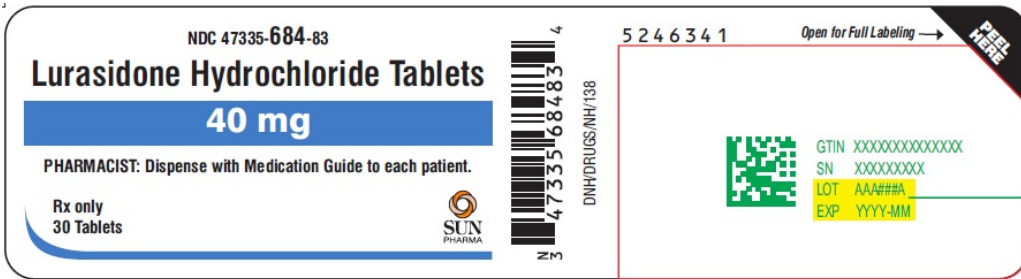 NDC 47335-684-83
Lurasidone Hydrochloride Tablets
40 mg
PHARMACIST: Dispense with Medication Guide to each patient.
Rx only
30 Tablets
SUN
PHARMA
N
3
47335 68483
4
DNH/DRUGS/NH/138
5246341
Open for Full Labeling
PEEL
HERE
GTIN XXXXXXXXXXXXXX
SN XXXXXXXXX
LOT AAA###A
EXP YYYY-MM